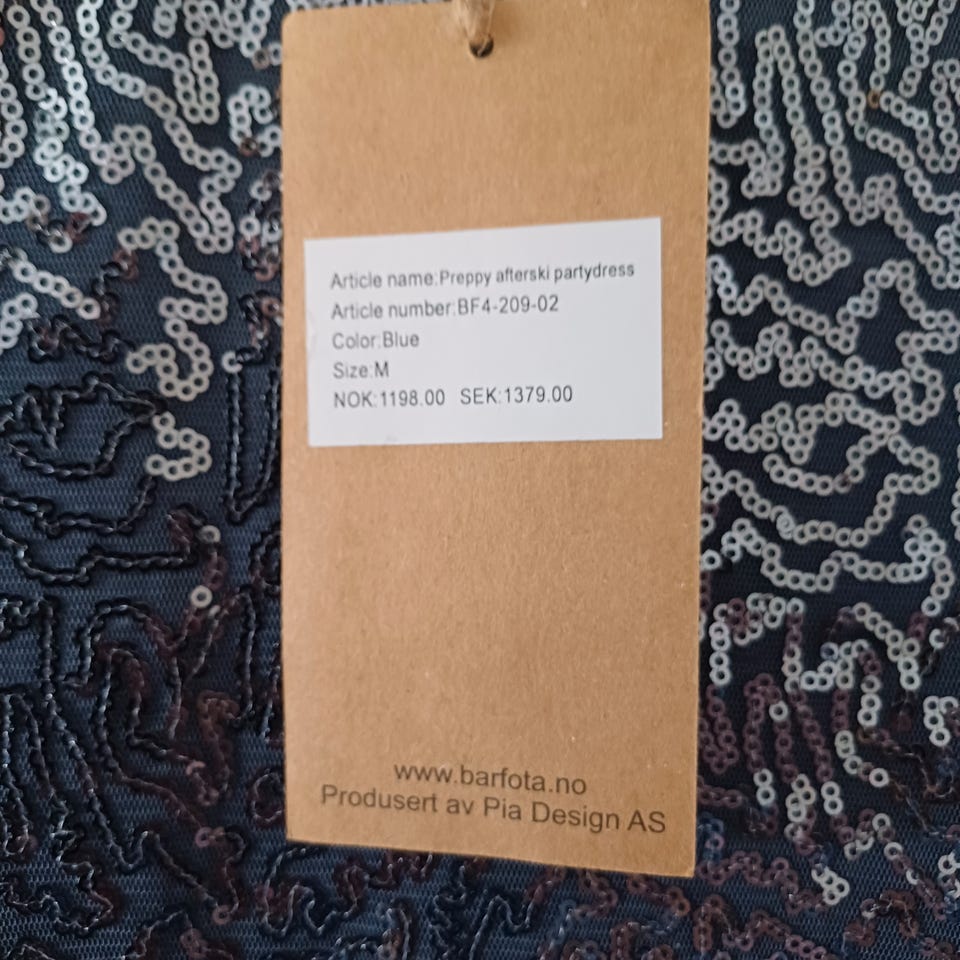 Article name:Preppy afterski partydress
Article number:BF4-209-02
Color:Blue
Size:M
NOK:1198.00 SEK:1379.00
www.barfota.no
Produsert av Pia Design AS